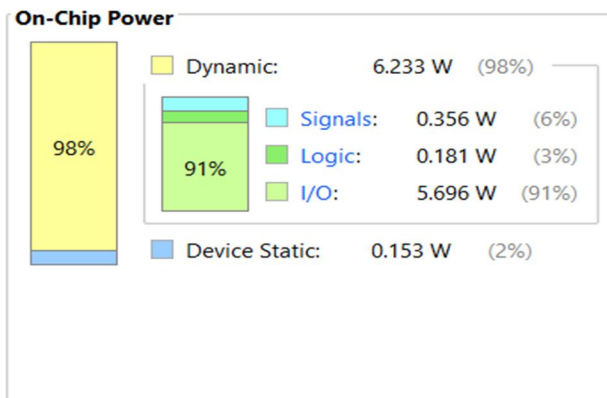 On-Chip Power
Dynamic: 6.233 W (98%)
98%
91%
Signals: 0.356 W (6%)
Logic: 0.181 W (3%)
I/O: 5.696 W (91%)
Device Static: 0.153 W (2%)